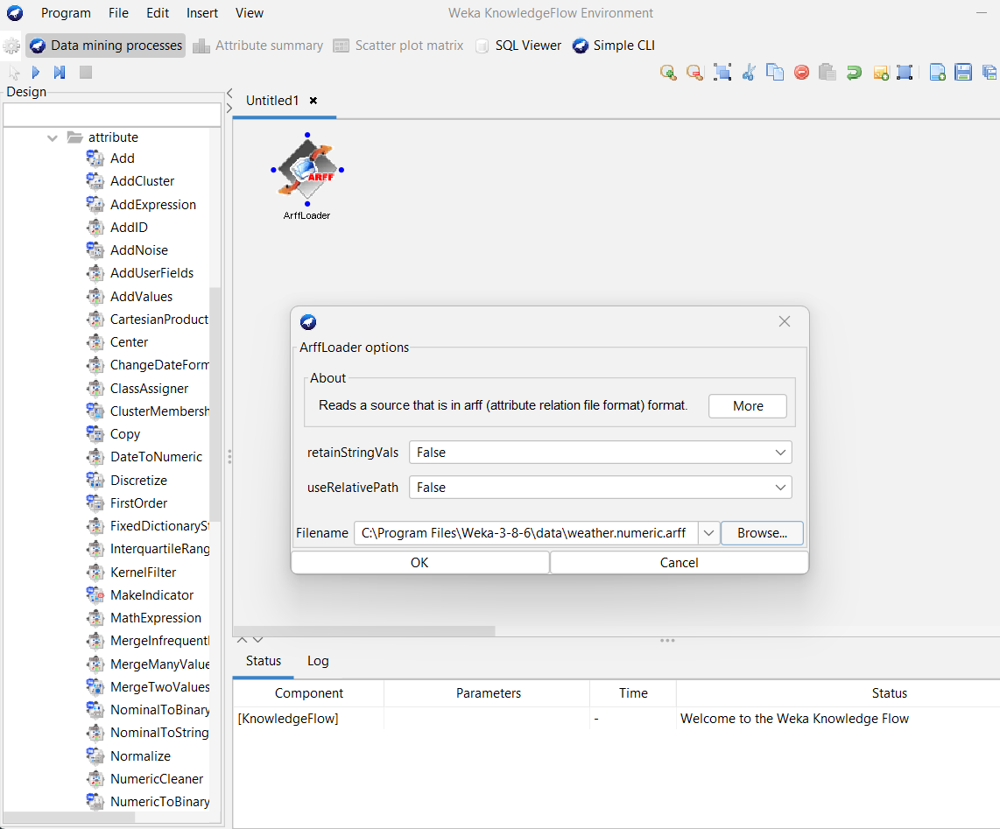 Program File Edit Insert View Weka KnowledgeFlow Environment
Data mining processes Attribute summary Scatter plot matrix SQL Viewer Simple CLI
Design
Untitled1
attribute
Add
AddCluster
AddExpression
AddID
AddNoise
AddUserFields
AddValues
CartesianProduct
Center
ChangeDateForm
ClassAssigner
ClusterMembersh
Copy
DateToNumeric
Discretize
FirstOrder
FixedDictionarySt
InterquartileRang
KernelFilter
MakeIndicator
MathExpression
MergeInfrequentl
MergeManyValue
MergeTwoValues
NominalToBinary
NominalToString
Normalize
NumericCleaner
NumericToBinary
ARFF
ArffLoader
ArffLoader options
About
Reads a source that is in arff (attribute relation file format) format. More
retainStringVals False
useRelativePath False
Filename C:\Program Files\Weka-3-8-6\data\weather.numeric.arff Browse...
OK Cancel
Status Log
Component Parameters Time Status
[KnowledgeFlow] - Welcome to the Weka Knowledge Flow